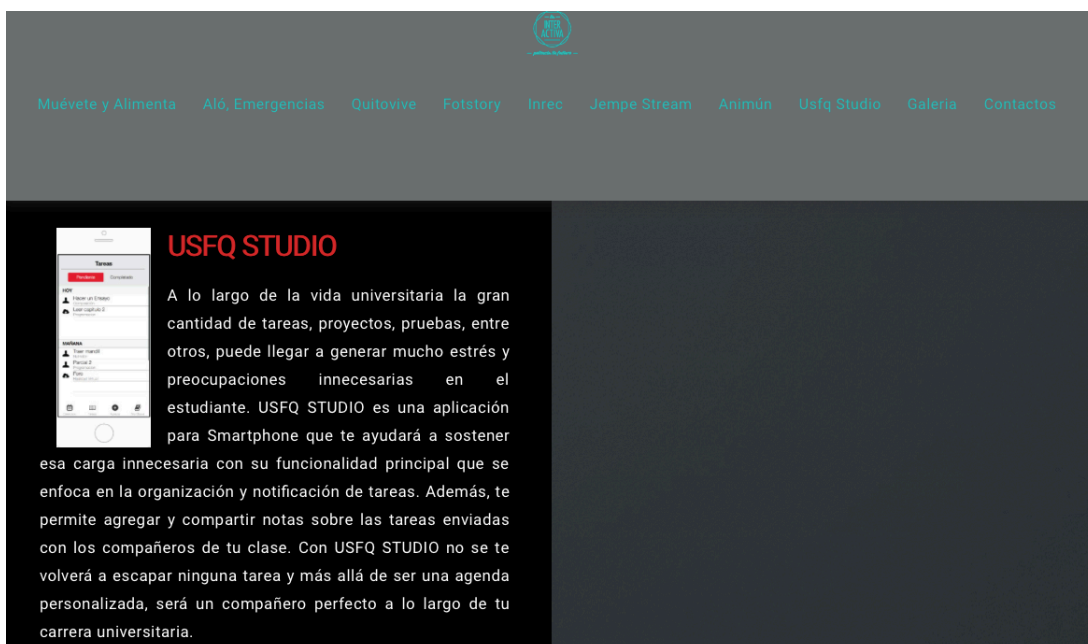 INTER
ACTIVA
Muévete y Alimenta Aló, Emergencias Quitovive Fotstory Inrec Jempe Stream Animún Usfq Studio Galeria Contactos
USFQ STUDIO
A lo largo de la vida universitaria la gran
cantidad de tareas, proyectos, pruebas, entre
otros, puede llegar a generar mucho estrés y
preocupaciones innecesarias en el
estudiante. USFQ STUDIO es una aplicación
para Smartphone que te ayudará a sostener
esa carga innecesaria con su funcionalidad principal que se
enfoca en la organización y notificación de tareas. Además, te
permite agregar y compartir notas sobre las tareas enviadas
con los compañeros de tu clase. Con USFQ STUDIO no se te
volverá a escapar ninguna tarea y más allá de ser una agenda
personalizada, será un compañero perfecto a lo largo de tu
carrera universitaria.
Tareas
Pendiente Completado
HOY
Hacer un Ensayo
Leer capitulo 2
MAÑANA
Traer mandil
Parcial 2